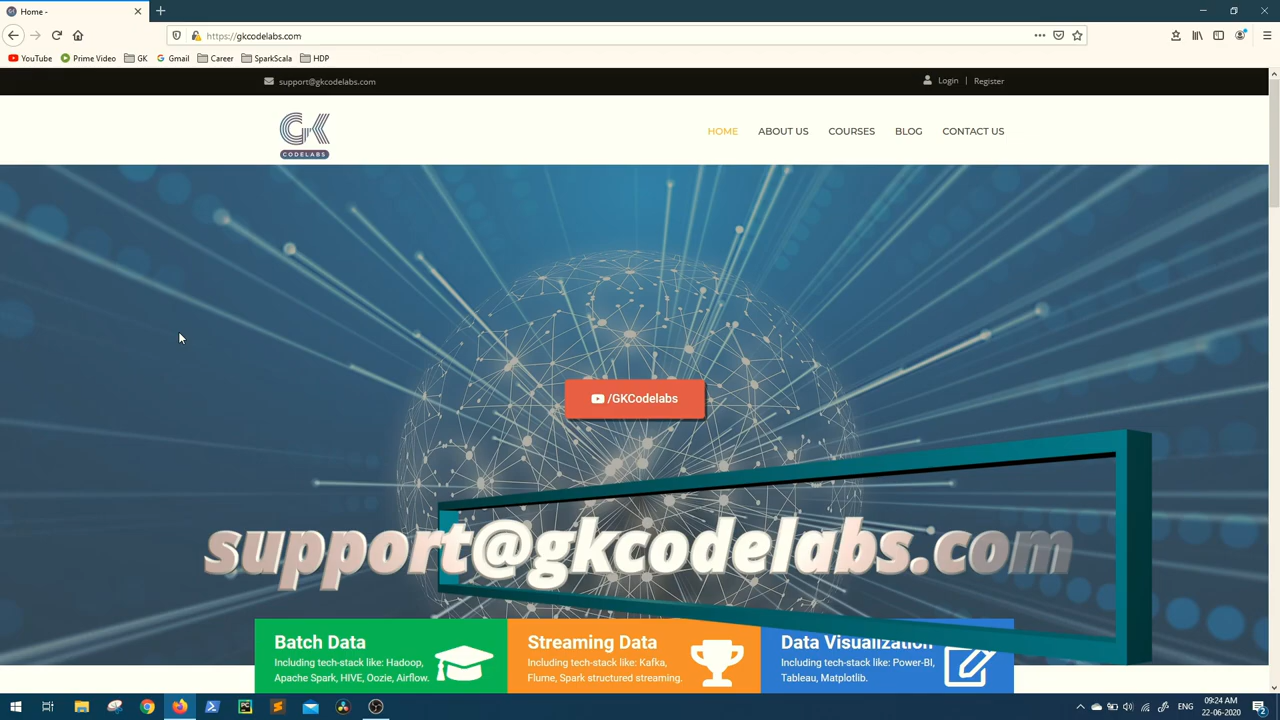 Home -
https://gkcodelabs.com
YouTube
Prime Video
GK
Gmail
Career
SparkScala
HDP
support@gkcodelabs.com
Login | Register
GK
CODELABS
HOME
ABOUT US
COURSES
BLOG
CONTACT US
/GKCodelabs
support@gkcodelabs.com
Batch Data
Including tech-stack like: Hadoop,
Apache Spark, HIVE, Oozie, Airflow.
Streaming Data
Including tech-stack like: Kafka,
Flume, Spark structured streaming.
Data Visualization
Including tech-stack like: Power-BI,
Tableau, Matplotlib.
ENG
09:24 AM
22-06-2020
2